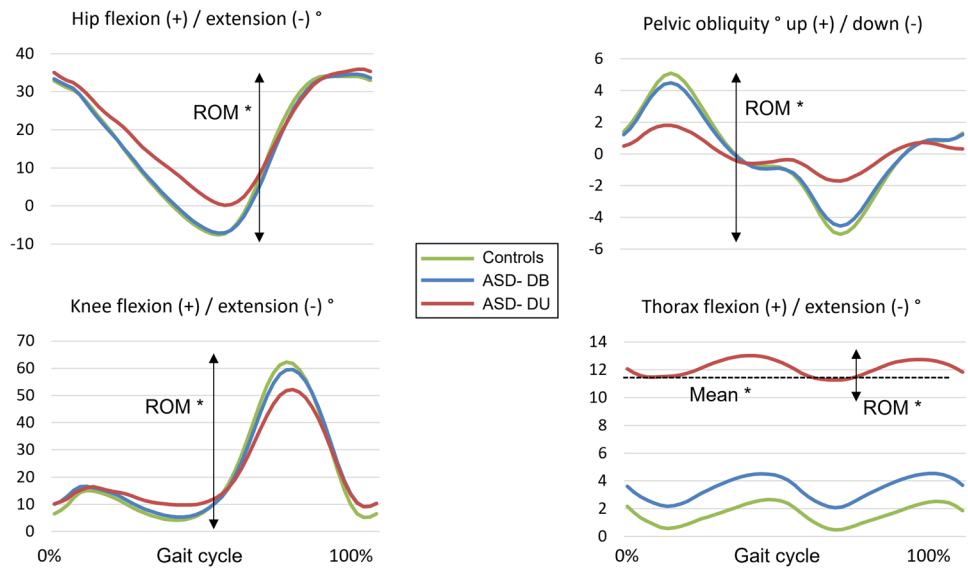 Hip flexion (+) / extension (-) °
40
30
20
10
0
-10
ROM *
Pelvic obliquity ° up (+) / down (-)
6
4
2
0
-2
-4
-6
ROM *
Controls
ASD- DB
ASD- DU
Knee flexion (+) / extension (-) °
70
60
50
40
30
20
10
0
ROM *
0% Gait cycle 100%
Thorax flexion (+) / extension (-) °
14
12
10
8
6
4
2
0
Mean *
ROM *
0% Gait cycle 100%